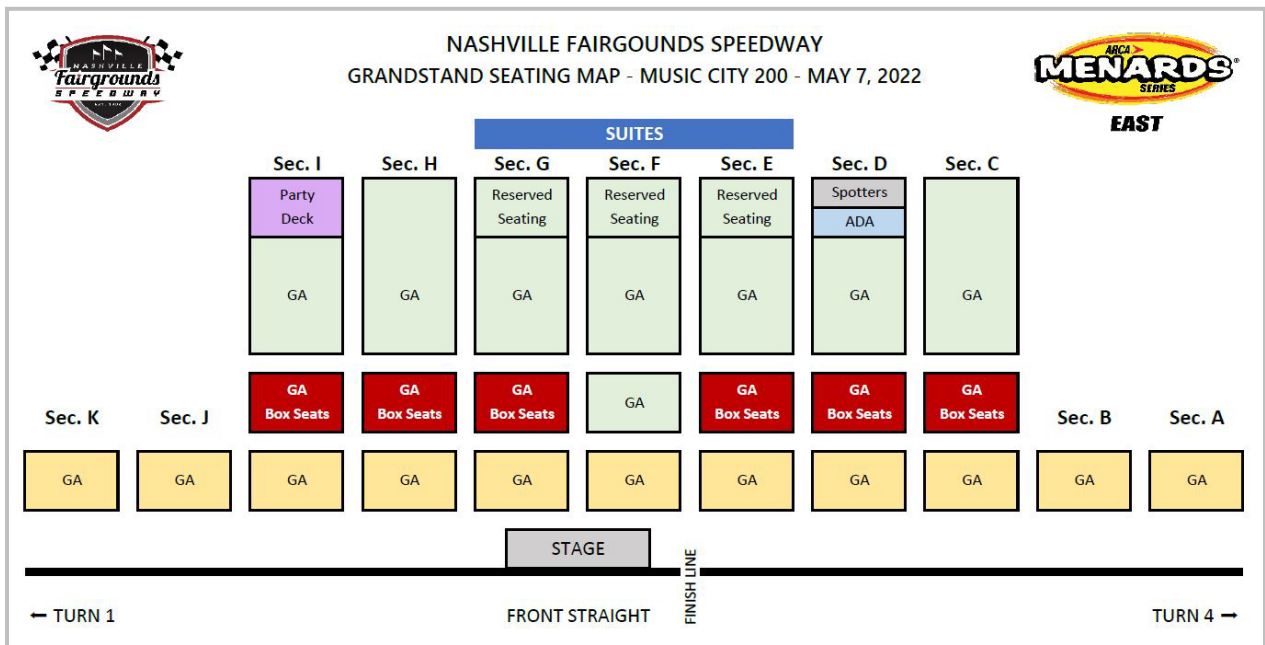 NASHVILLE FAIRGOUNDS SPEEDWAY
GRANDSTAND SEATING MAP - MUSIC CITY 200 - MAY 7, 2022
NASHVILLE
Fairgrounds
SPEEDWAY
ARCA
MENARDS®
SERIES
EAST
SUITES
Sec. I Sec. H Sec. G Sec. F Sec. E Sec. D Sec. C
Party
Deck
Reserved
Seating
Reserved
Seating
Reserved
Seating
Spotters
ADA
GA GA GA GA GA GA GA
GA
Box Seats
GA
Box Seats
GA
Box Seats
GA
GA
Box Seats
GA
Box Seats
GA
Box Seats
Sec. K Sec. J Sec. B Sec. A
GA GA GA GA GA GA GA GA GA GA GA
STAGE
FINISH LINE
← TURN 1 FRONT STRAIGHT TURN 4 →